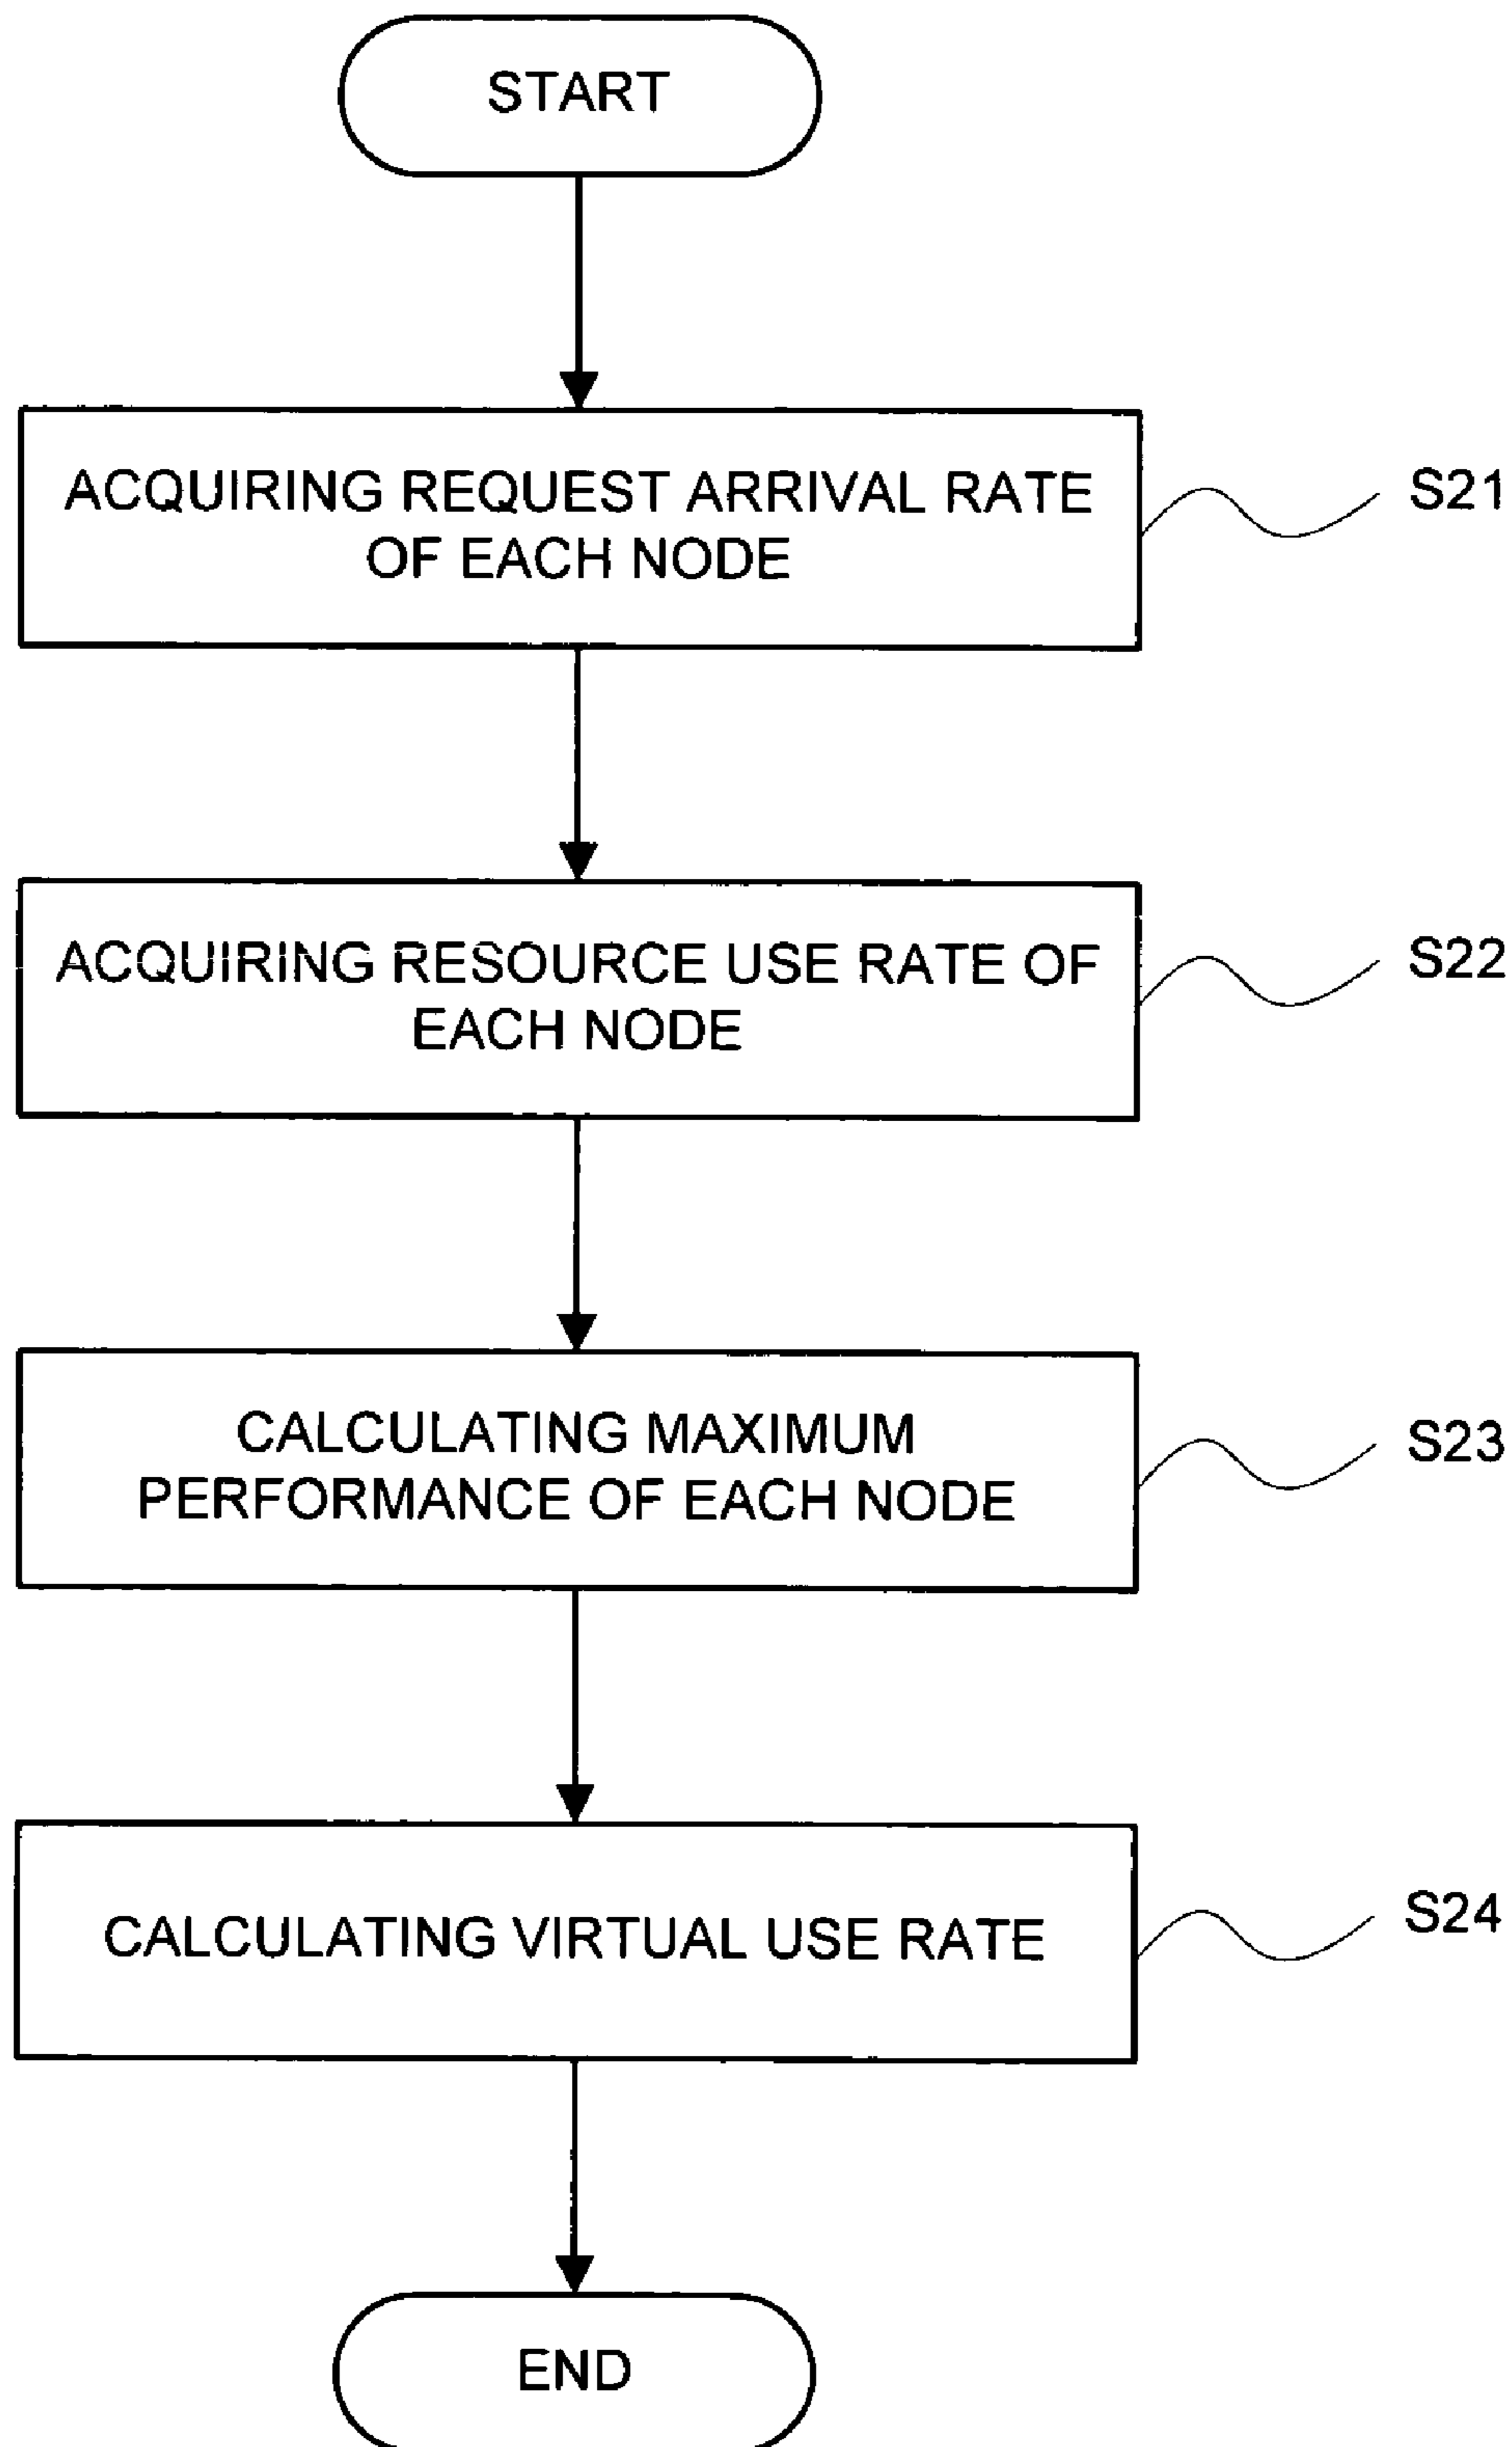 START
ACQUIRING REQUEST ARRIVAL RATE
OF EACH NODE
S21
ACQUIRING RESOURCE USE RATE OF
EACH NODE
S22
CALCULATING MAXIMUM
PERFORMANCE OF EACH NODE
S23
CALCULATING VIRTUAL USE RATE
S24
END